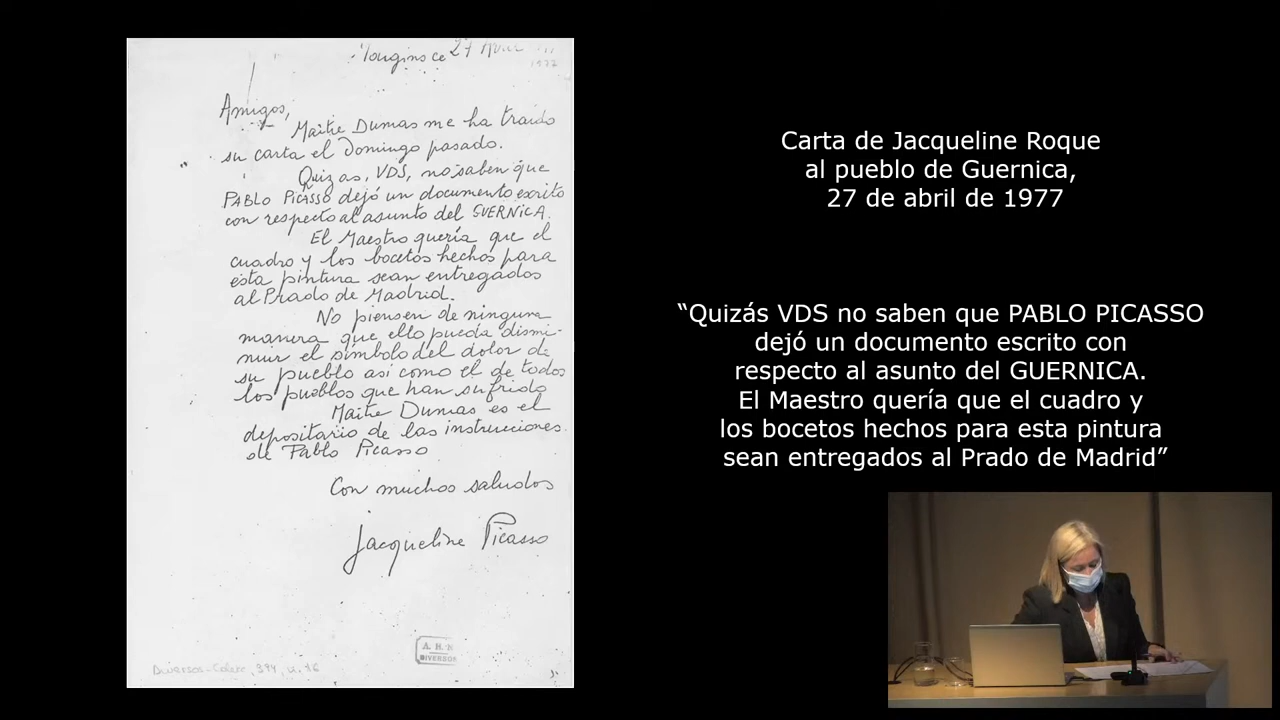 Mougins ce 27 Avril
1977
Amigos,
Maître Dumas me ha traido
su carta el Domingo pasado.
Quizas, VDS, no saben que
PABLO PICASSO dejó un documento escrito
con respecto al asunto del GUERNICA.
El Maestro quería que el
cuadro y los bocetos hechos para
esta pintura sean entregados
al Prado de Madrid.
No piensen de ninguna
manera que ello pueda dismi-
nuir el símbolo del dolor de
su pueblo asi como el de todos
los pueblos que han sufrido
Maître Dumas es el
depositario de las instrucciones
de Pablo Picasso
Con muchos saludos
Jacqueline Picasso
A. H. N
DIVERSOS
Diversos-Colecc, 394, n. 16
Carta de Jacqueline Roque
al pueblo de Guernica,
27 de abril de 1977
“Quizás VDS no saben que PABLO PICASSO
dejó un documento escrito con
respecto al asunto del GUERNICA.
El Maestro quería que el cuadro y
los bocetos hechos para esta pintura
sean entregados al Prado de Madrid”